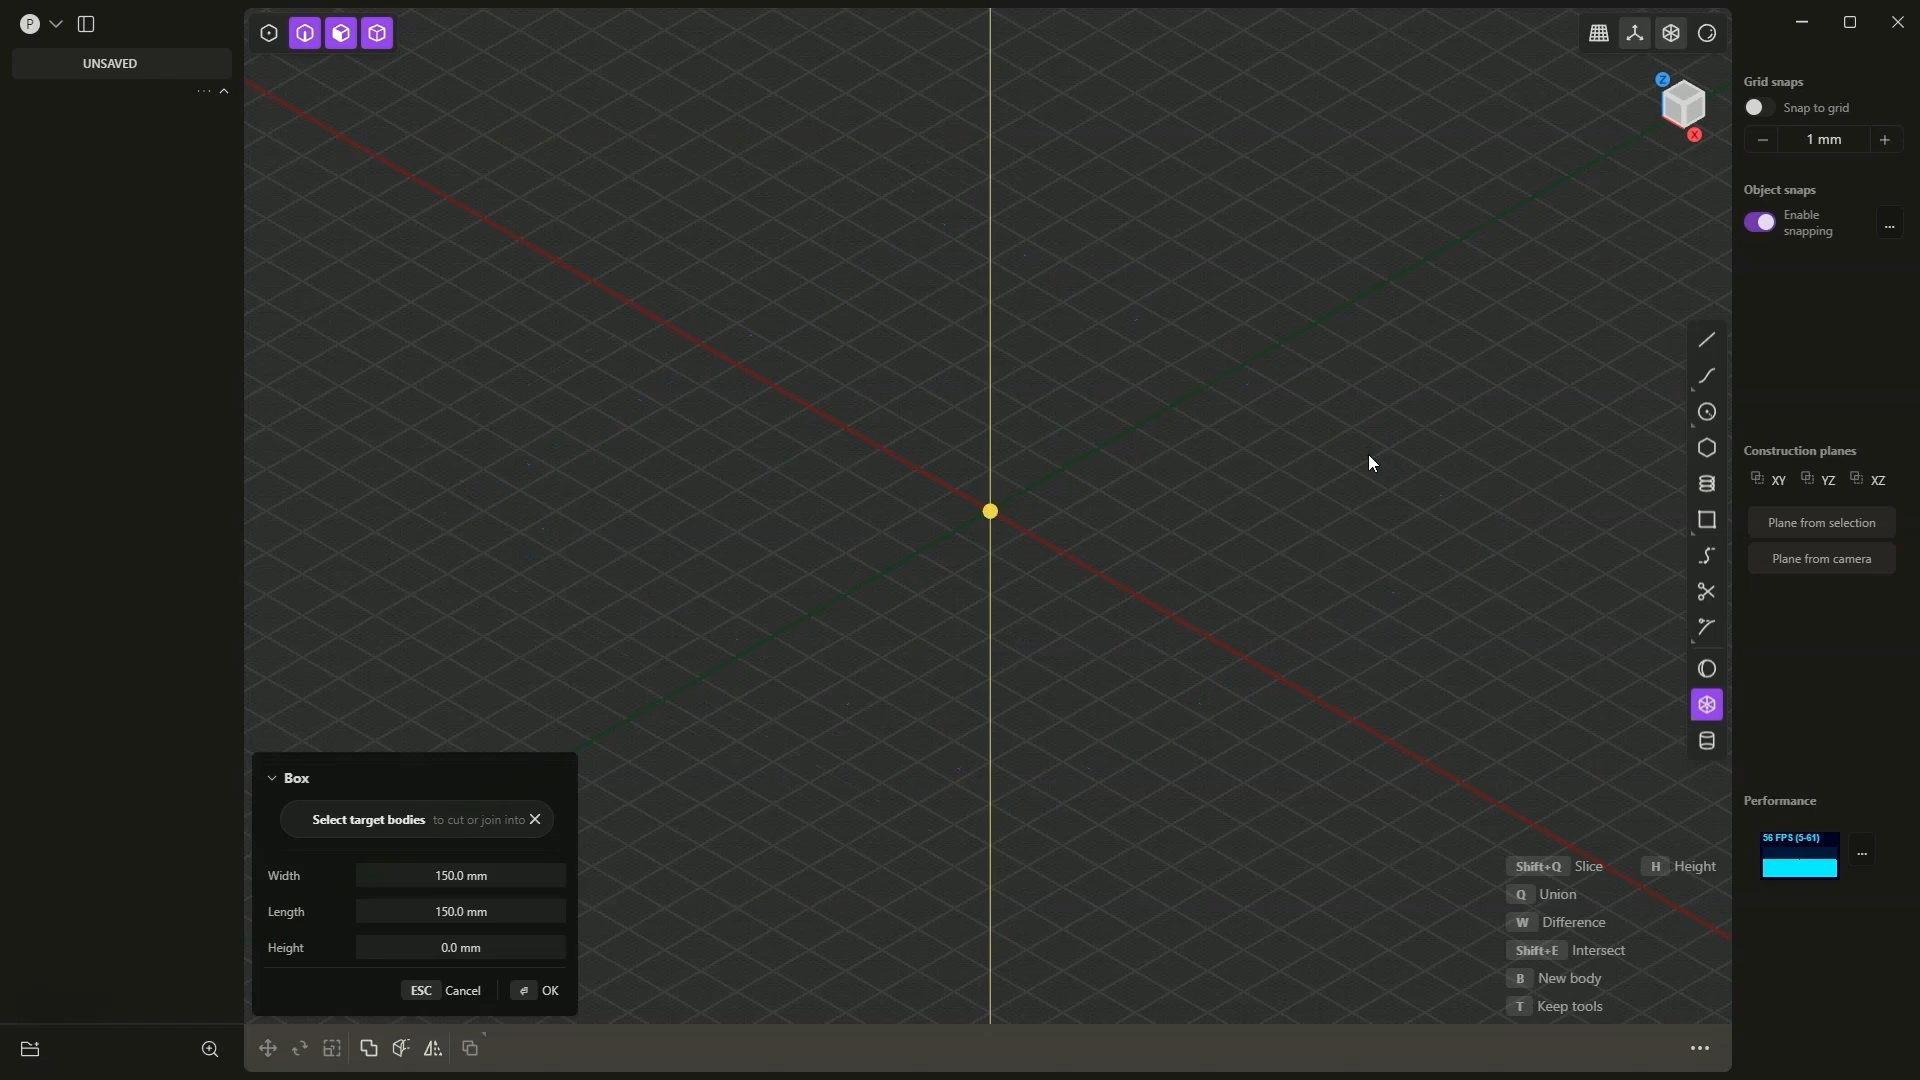 P
UNSAVED
Z
X
Grid snaps
Snap to grid
− 1 mm +
Object snaps
Enable
snapping
...
Construction planes
XY YZ XZ
Plane from selection
Plane from camera
Performance
56 FPS (5-61)
...
Box
Select target bodies to cut or join into
Width 150.0 mm
Length 150.0 mm
Height 0.0 mm
ESC Cancel OK
Shift+Q Slice H Height
Q Union
W Difference
Shift+E Intersect
B New body
T Keep tools